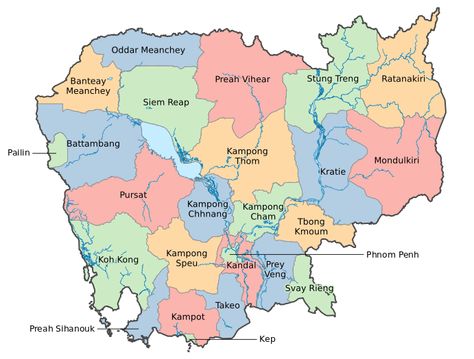 Oddar Meanchey
Preah Vihear
Stung Treng
Ratanakiri
Banteay
Meanchey
Siem Reap
Battambang
Pailin
Kampong
Thom
Kratie
Mondulkiri
Pursat
Kampong
Chhnang
Kampong
Cham
Tbong
Kmoum
Koh Kong
Kampong
Speu
Kandal
Prey
Veng
Phnom Penh
Svay Rieng
Takeo
Kampot
Preah Sihanouk
Kep